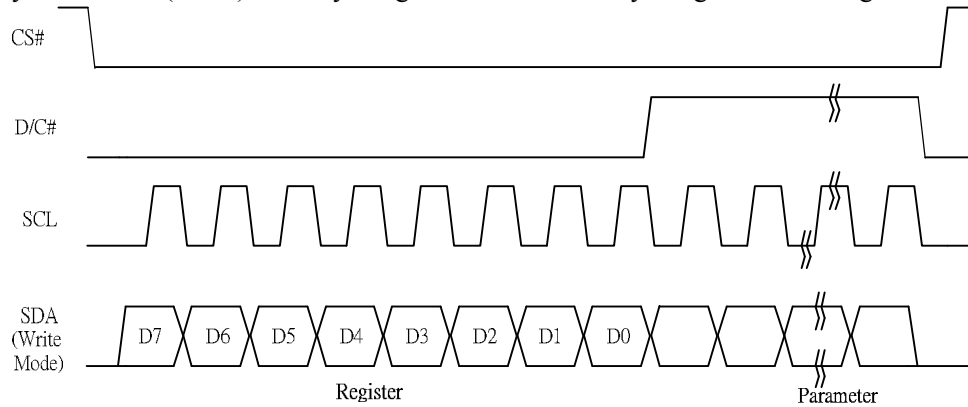 CS#
D/C#
SCL
SDA
(Write
Mode)
D7 D6 D5 D4 D3 D2 D1 D0
Register
Parameter